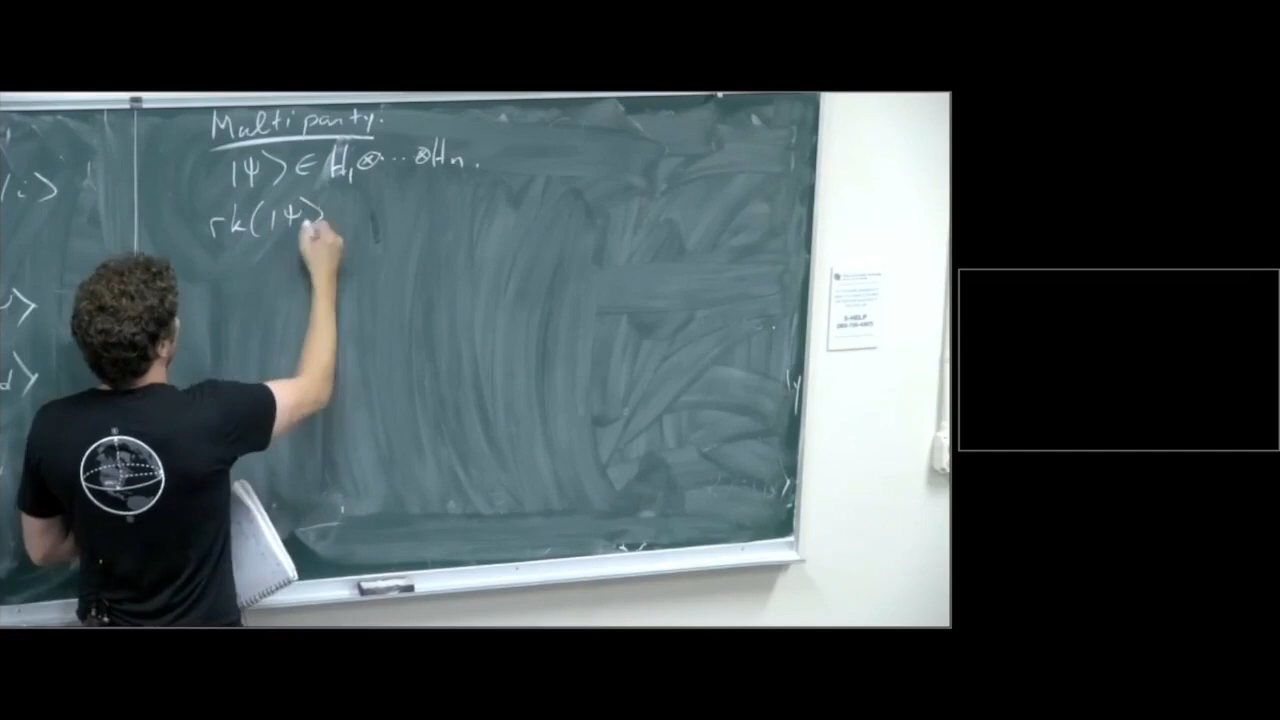 Multiparty.
|i⟩
|ψ⟩ ∈ H₁⊗⋯⊗Hn.
rk(|ψ⟩
d⟩